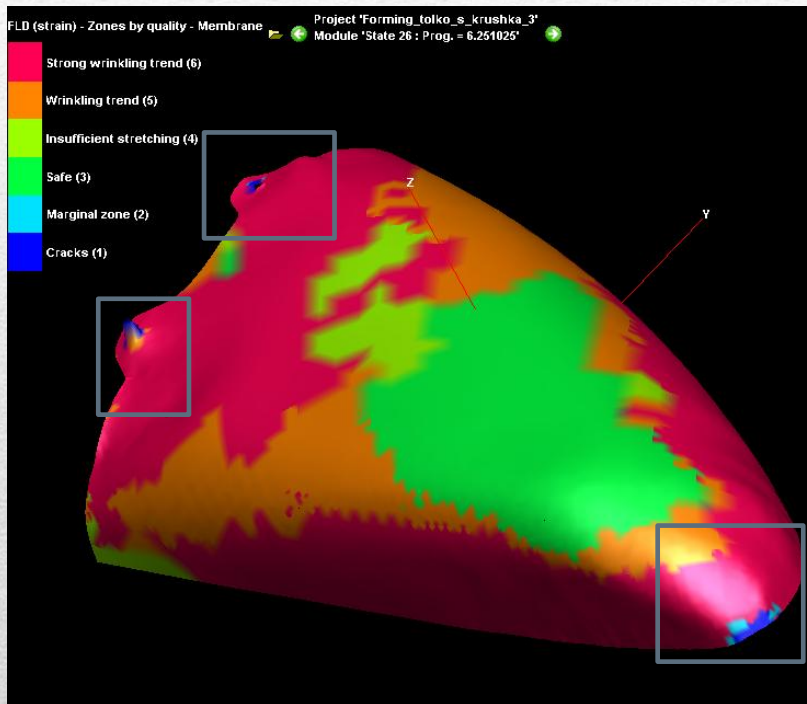 FLD (strain) - Zones by quality - Membrane
Project 'Forming_tolko_s_krushka_3'
Module 'State 26 : Prog. = 6.251025'
Strong wrinkling trend (6)
Wrinkling trend (5)
Insufficient stretching (4)
Safe (3)
Marginal zone (2)
Cracks (1)
Z
Y